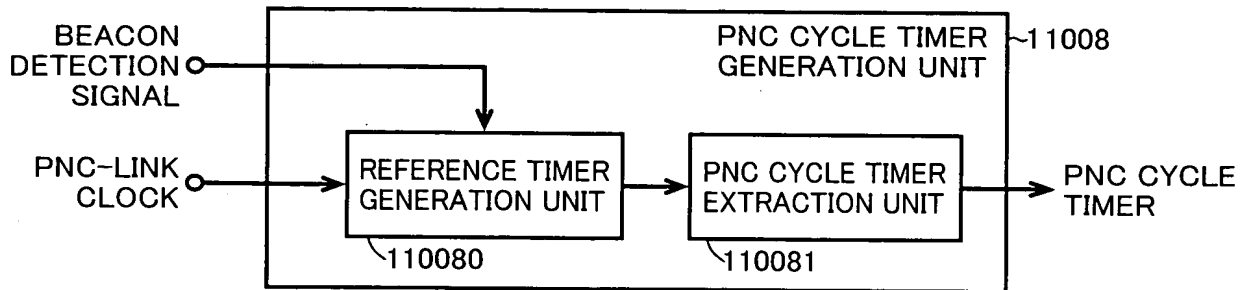 BEACON
DETECTION
SIGNAL
PNC CYCLE TIMER
GENERATION UNIT
11008
PNC-LINK
CLOCK
REFERENCE TIMER
GENERATION UNIT
110080
PNC CYCLE TIMER
EXTRACTION UNIT
110081
PNC CYCLE
TIMER